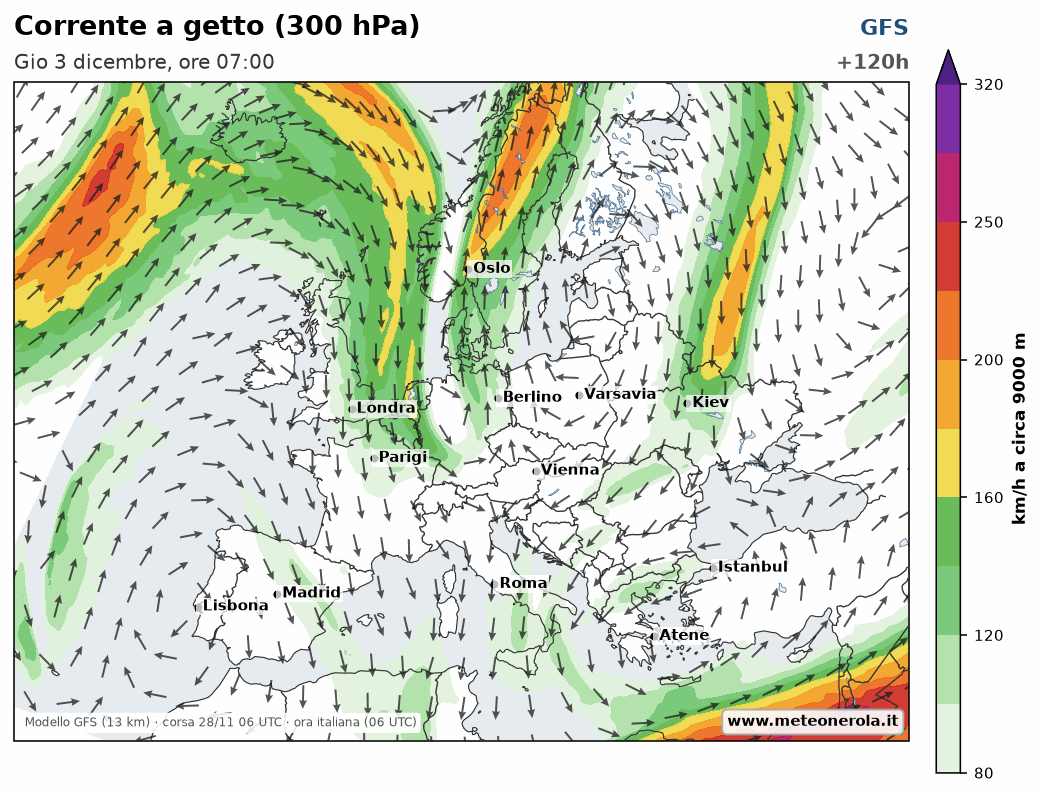 Corrente a getto (300 hPa)
GFS
Gio 3 dicembre, ore 07:00
+120h
320
250
200
160
120
80
km/h a circa 9000 m
Oslo
Londra
Berlino
Varsavia
Kiev
Parigi
Vienna
Istanbul
Roma
Madrid
Lisbona
Atene
Modello GFS (13 km) · corsa 28/11 06 UTC · ora italiana (06 UTC)
www.meteonerola.it